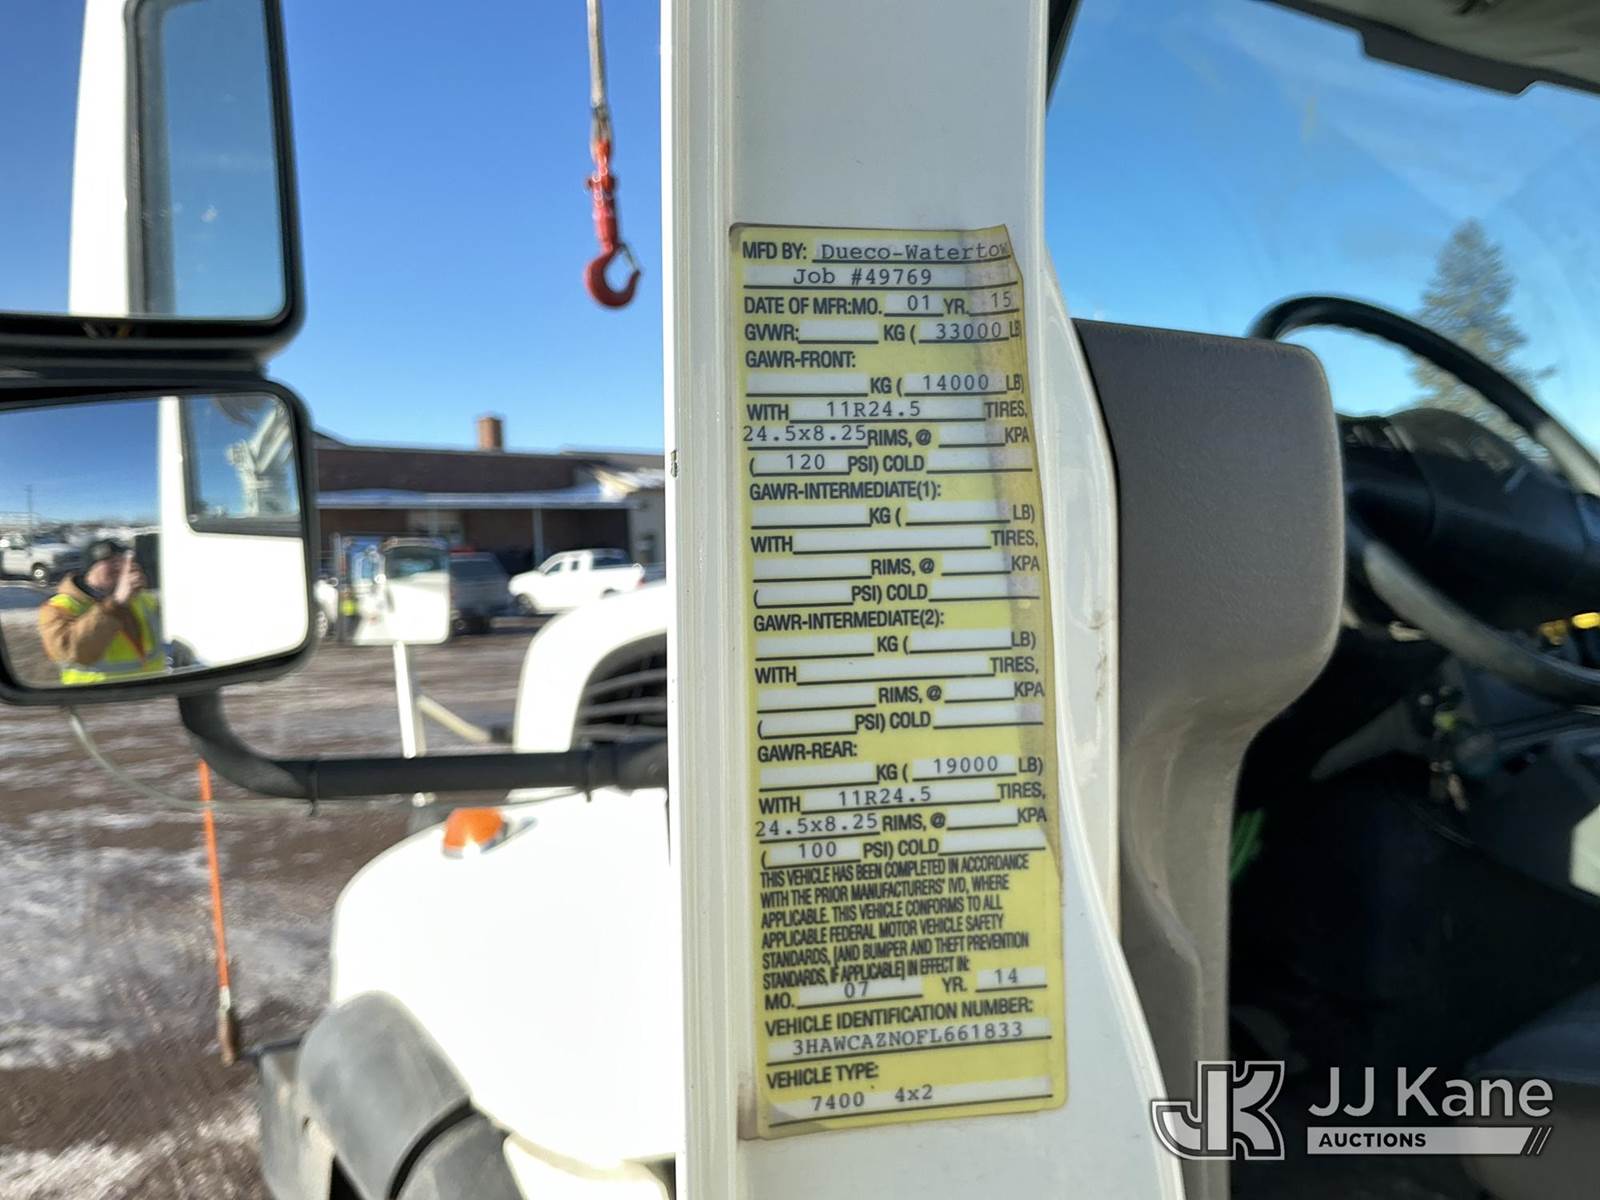 MFD BY: Dueco-Watertow
Job #49769
DATE OF MFR:MO. 01 YR. 15
GVWR: KG ( 33000 LB
GAWR-FRONT:
KG ( 14000 LB)
WITH 11R24.5 TIRES,
24.5x8.25 RIMS, @ KPA
( 120 PSI) COLD
GAWR-INTERMEDIATE(1):
KG ( LB)
WITH TIRES,
RIMS, @ KPA
( PSI) COLD
GAWR-INTERMEDIATE(2):
KG ( LB)
WITH TIRES,
RIMS, @ KPA
( PSI) COLD
GAWR-REAR:
KG ( 19000 LB)
WITH 11R24.5 TIRES,
24.5x8.25 RIMS, @ KPA
( 100 PSI) COLD
THIS VEHICLE HAS BEEN COMPLETED IN ACCORDANCE
WITH THE PRIOR MANUFACTURERS' IVD, WHERE
APPLICABLE. THIS VEHICLE CONFORMS TO ALL
APPLICABLE FEDERAL MOTOR VEHICLE SAFETY
STANDARDS, [AND BUMPER AND THEFT PREVENTION
STANDARDS, IF APPLICABLE] IN EFFECT IN:
MO. 07 YR. 14
VEHICLE IDENTIFICATION NUMBER:
3HAWCAZN0FL661833
VEHICLE TYPE:
7400 4x2
JK JJ Kane
AUCTIONS